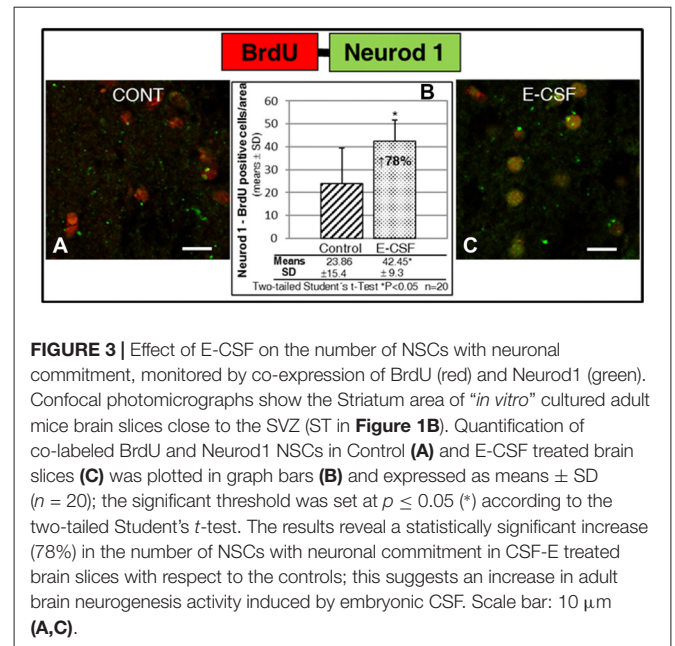 BrdU Neurod 1
CONT
A
B
Neurod 1 - BrdU positive cells/area
(means ± SD)
60
50
40
30
20
10
0
*
↑78%
Control E-CSF
Means 23.86 42.45*
SD ±15.4 ±9.3
Two-tailed Student´s t-Test *P<0.05 n=20
E-CSF
C
FIGURE 3 | Effect of E-CSF on the number of NSCs with neuronal
commitment, monitored by co-expression of BrdU (red) and Neurod1 (green).
Confocal photomicrographs show the Striatum area of “in vitro” cultured adult
mice brain slices close to the SVZ (ST in Figure 1B). Quantification of
co-labeled BrdU and Neurod1 NSCs in Control (A) and E-CSF treated brain
slices (C) was plotted in graph bars (B) and expressed as means ± SD
(n = 20); the significant threshold was set at p ≤ 0.05 (*) according to the
two-tailed Student’s t-test. The results reveal a statistically significant increase
(78%) in the number of NSCs with neuronal commitment in CSF-E treated
brain slices with respect to the controls; this suggests an increase in adult
brain neurogenesis activity induced by embryonic CSF. Scale bar: 10 μm
(A,C).